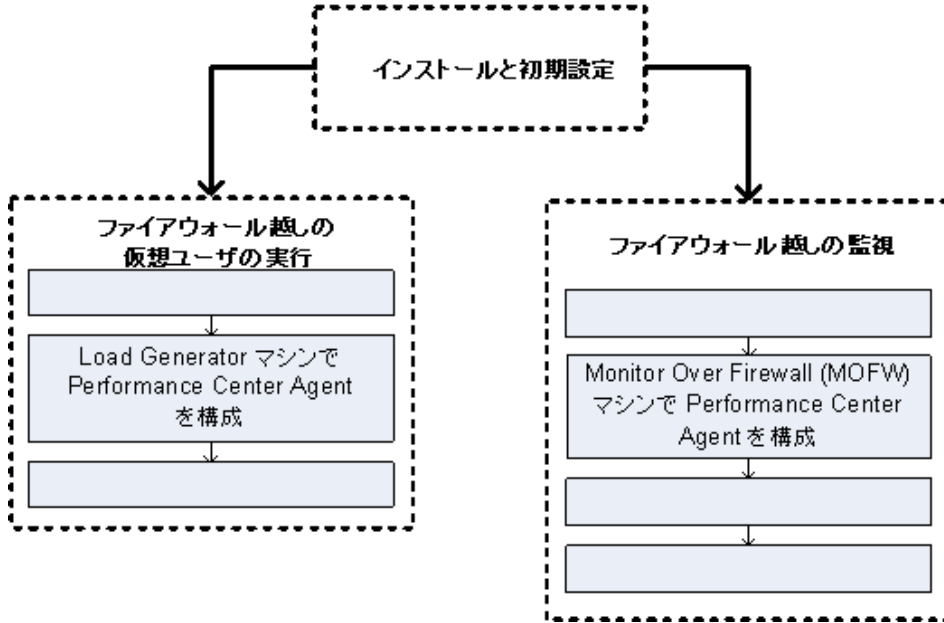 インストールと初期設定
ファイアウォール越しの
仮想ユーザの実行
Load Generator マシンで
Performance Center Agent
を構成
ファイアウォール越しの監視
Monitor Over Firewall (MOFW)
マシンで Performance Center
Agent を構成